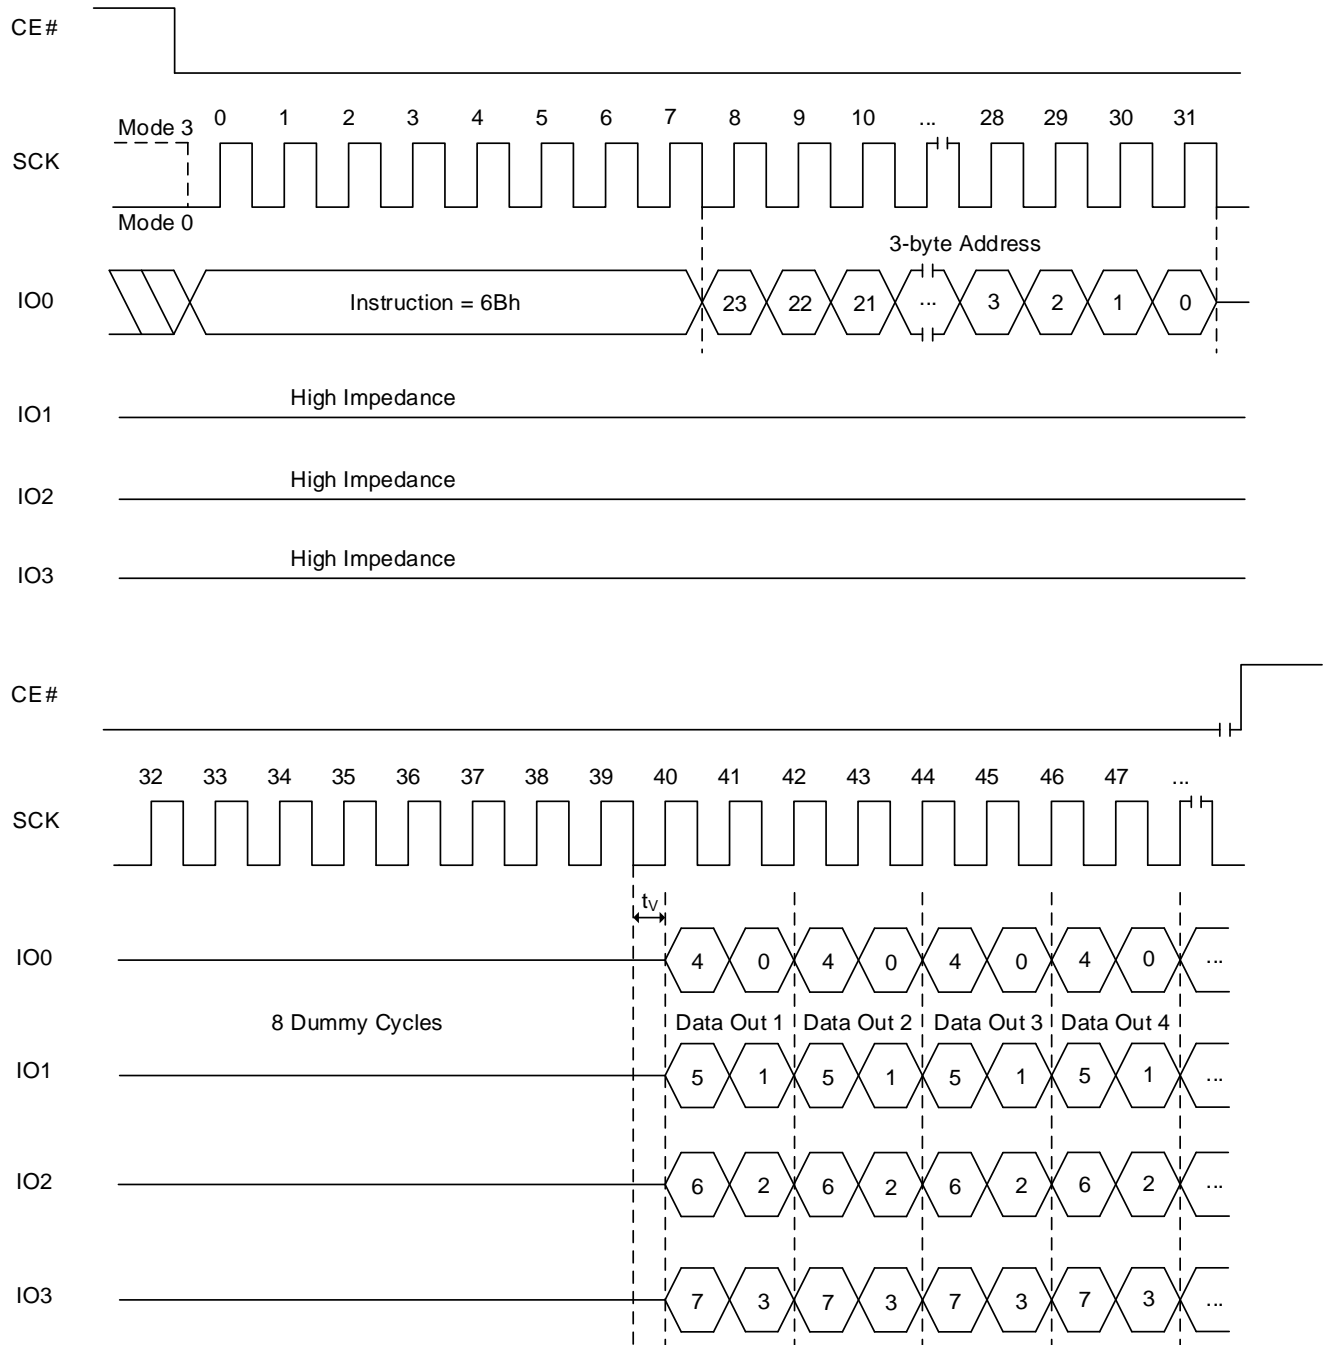 CE#
Mode 3 0 1 2 3 4 5 6 7 8 9 10 ... 28 29 30 31
SCK
Mode 0
3-byte Address
IO0 Instruction = 6Bh 23 22 21 ... 3 2 1 0
High Impedance
IO1
High Impedance
IO2
High Impedance
IO3
CE#
32 33 34 35 36 37 38 39 40 41 42 43 44 45 46 47 ...
SCK
tV
IO0 4 0 4 0 4 0 4 0 ...
8 Dummy Cycles Data Out 1 Data Out 2 Data Out 3 Data Out 4
IO1 5 1 5 1 5 1 5 1 ...
IO2 6 2 6 2 6 2 6 2 ...
IO3 7 3 7 3 7 3 7 3 ...